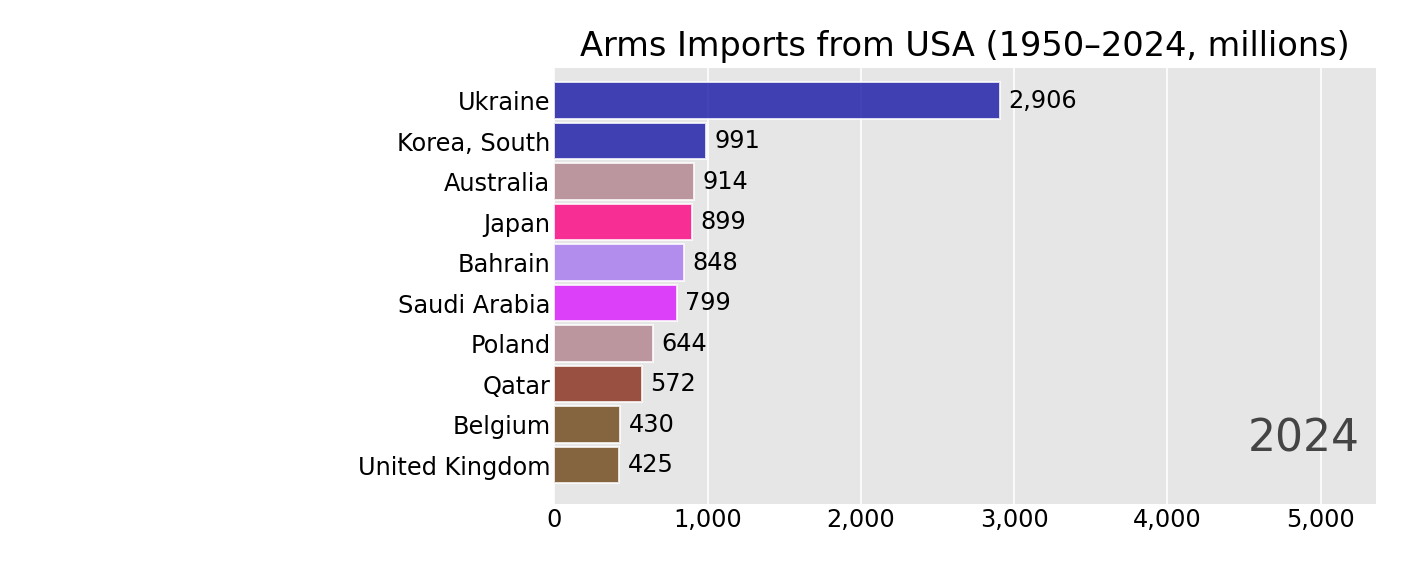 Arms Imports from USA (1950–2024, millions)
Ukraine 2,906
Korea, South 991
Australia 914
Japan 899
Bahrain 848
Saudi Arabia 799
Poland 644
Qatar 572
Belgium 430
2024
United Kingdom 425
0 1,000 2,000 3,000 4,000 5,000